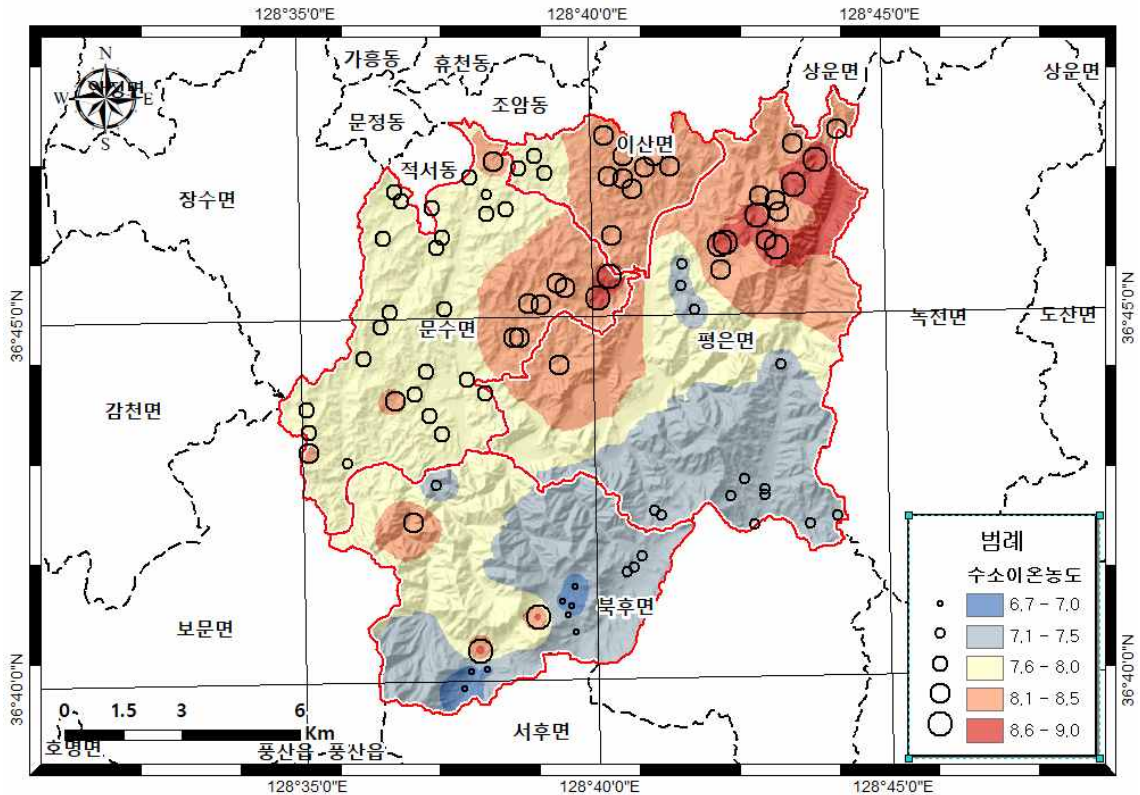 128°35'0"E 128°40'0"E 128°45'0"E
가흥동 휴천동 상운면 상운면
N
W E
S
조암동
문정동 이산면
적서동
장수면
36°45'0"N 문수면 평은면 녹전면 도산면 36°45'0"N
감천면
범례
수소이온농도
6.7 - 7.0
7.1 - 7.5
7.6 - 8.0
8.1 - 8.5
8.6 - 9.0
보문면 북후면
36°40'0"N 36°40'0"N
0 1.5 3 6
Km
호명면 풍산읍 풍산읍 서후면
128°35'0"E 128°40'0"E 128°45'0"E